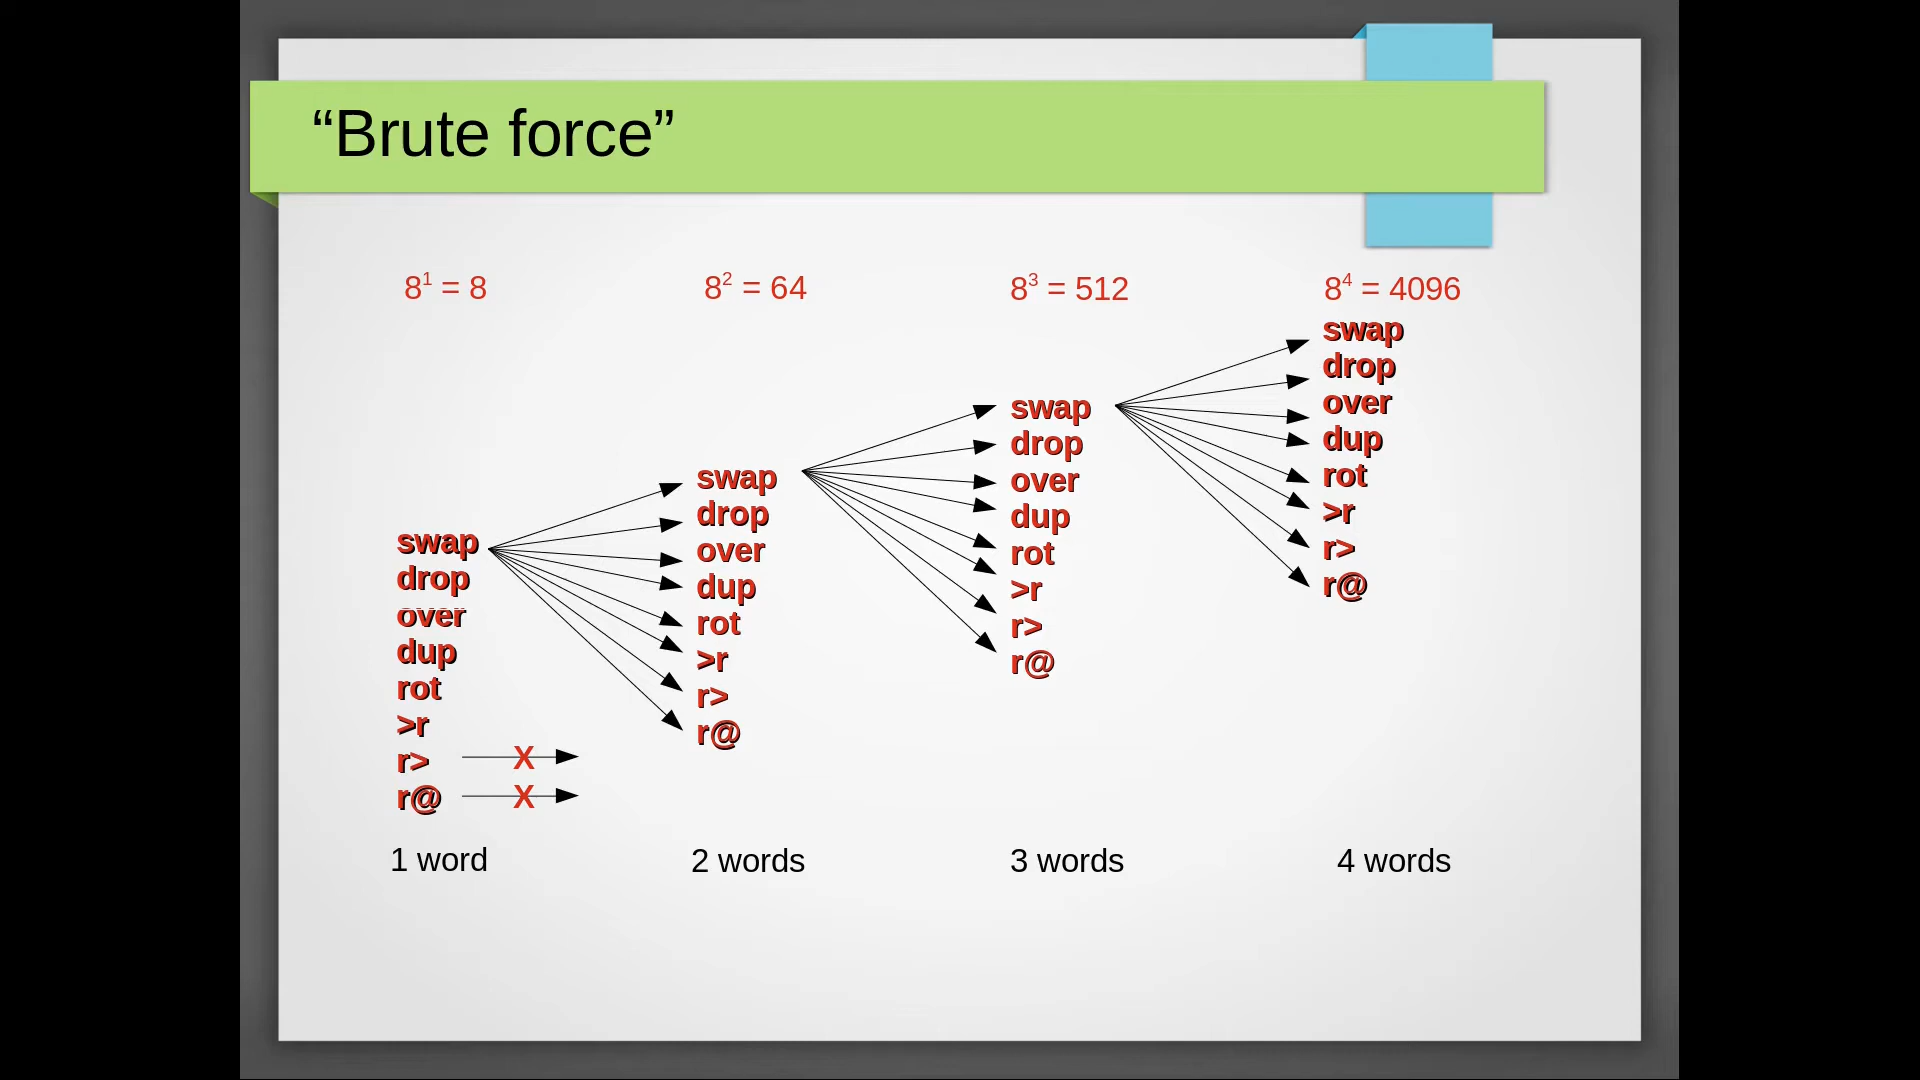 “Brute force”
8¹ = 8
8² = 64
8³ = 512
8⁴ = 4096
swap
drop
over
dup
rot
>r
r>
r@
X
X
1 word
swap
drop
over
dup
rot
>r
r>
r@
2 words
swap
drop
over
dup
rot
>r
r>
r@
3 words
swap
drop
over
dup
rot
>r
r>
r@
4 words